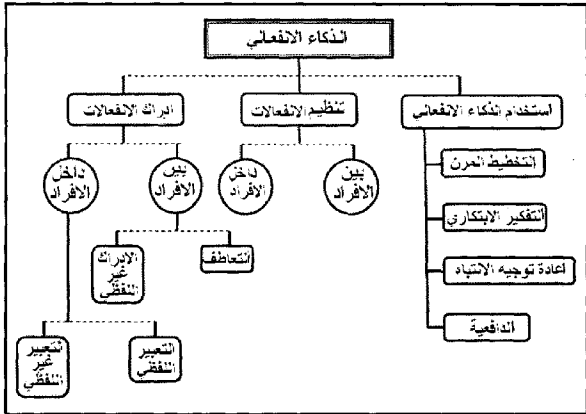 الذكاء الانفعالي
استخدام الذكاء الانفعالي
تنظيم الانفعالات
ادراك الانفعالات
التخطيط المرن
التفكير الابتكاري
اعادة توجيه الانتباه
الدافعية
بين
الافراد
داخل
الافراد
بين
الافراد
داخل
الافراد
التعاطف
الادراك
غير
اللفظي
التعبير
اللفظي
التعبير
غير
اللفظي